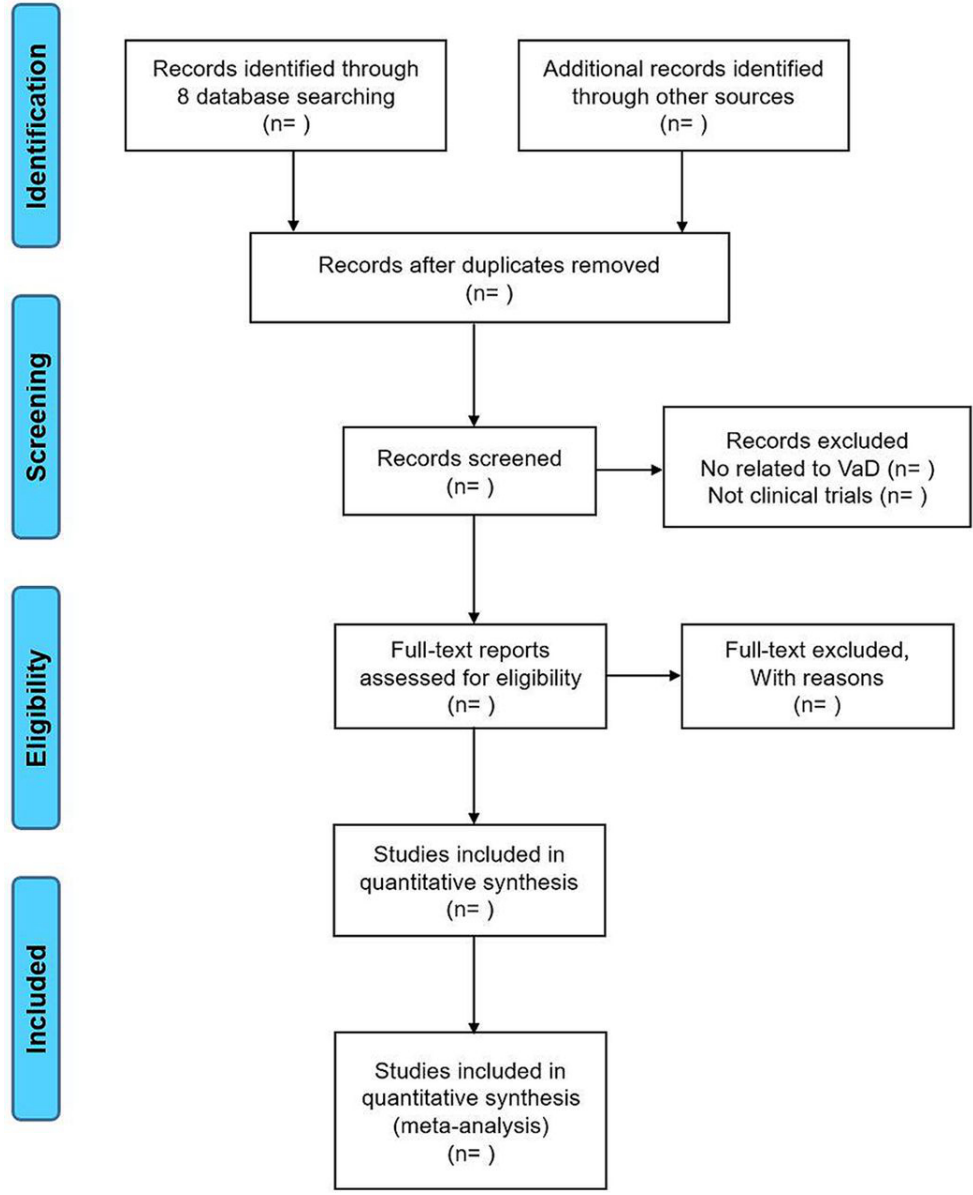 Identification
Records identified through
8 database searching
(n= )
Additional records identified
through other sources
(n= )
Records after duplicates removed
(n= )
Screening
Records screened
(n= )
Records excluded
No related to VaD (n= )
Not clinical trials (n= )
Eligibility
Full-text reports
assessed for eligibility
(n= )
Full-text excluded,
With reasons
(n= )
Studies included in
quantitative synthesis
(n= )
Included
Studies included in
quantitative synthesis
(meta-analysis)
(n= )